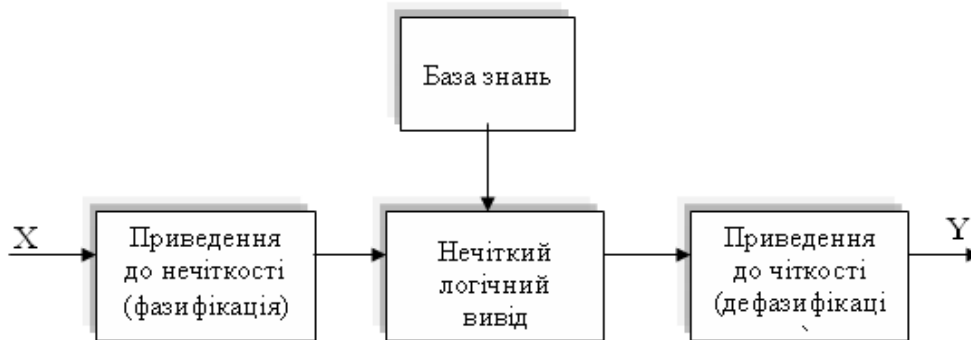 База знань
X
Приведення
до нечіткості
(фазифікація)
Нечіткий
логічний
вивід
Приведення
до чіткості
(дефазифікаці
Y